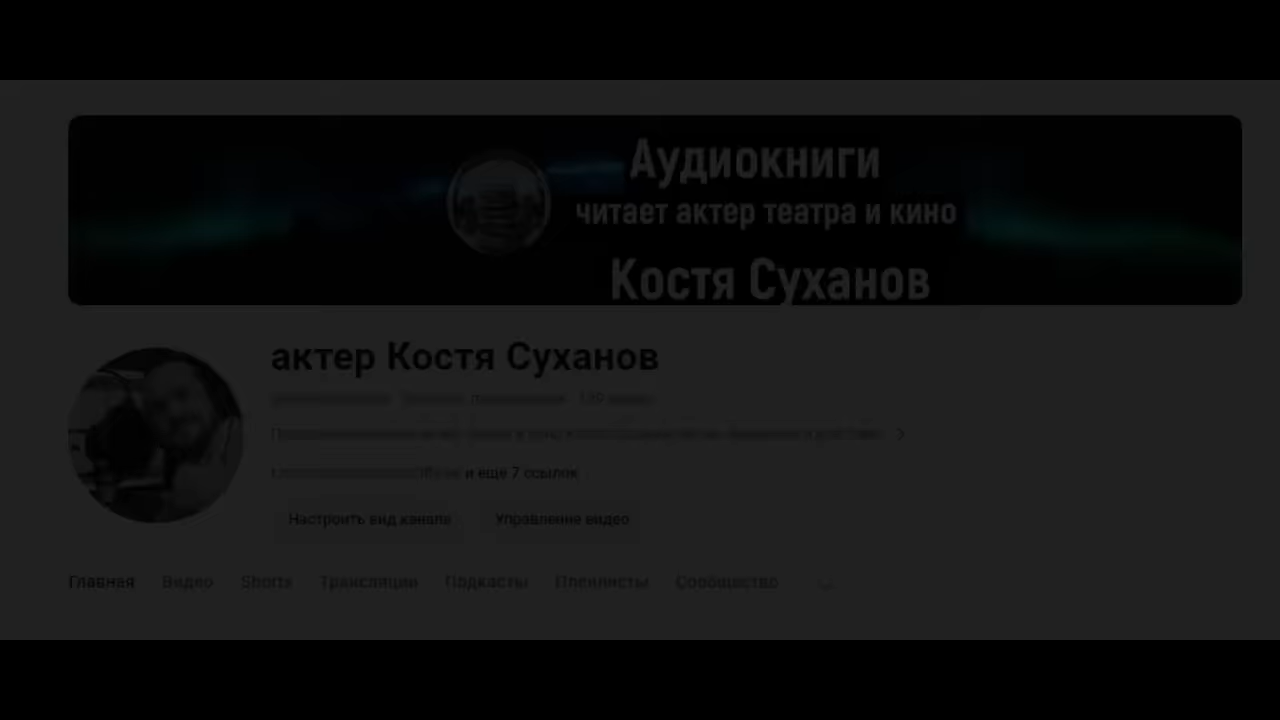 Аудиокниги
читает актер театра и кино
Костя Суханов
актер Костя Суханов
и ещё 7 ссылок
Настроить вид канала Управление видео
Главная Видео Shorts Трансляции Подкасты Плейлисты Сообщество